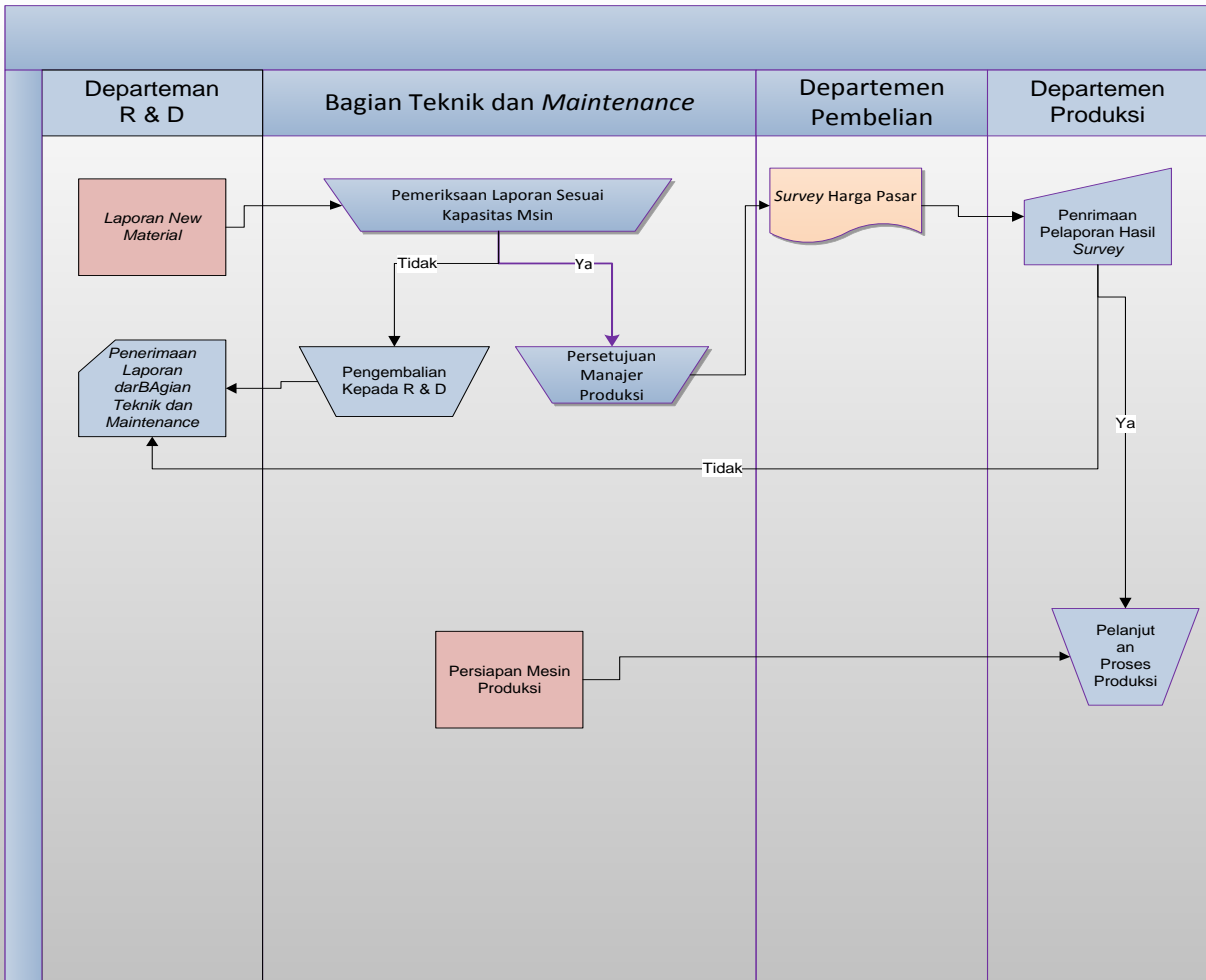 Departeman
R & D
Bagian Teknik dan Maintenance
Departemen
Pembelian
Departemen
Produksi
Laporan New
Material
Pemeriksaan Laporan Sesuai
Kapasitas Msin
Survey Harga Pasar
Penrimaan
Pelaporan Hasil
Survey
Tidak
Ya
Penerimaan
Laporan
darBAgian
Teknik dan
Maintenance
Pengembalian
Kepada R & D
Persetujuan
Manajer
Produksi
Ya
Tidak
Persiapan Mesin
Produksi
Pelanjut
an
Proses
Produksi